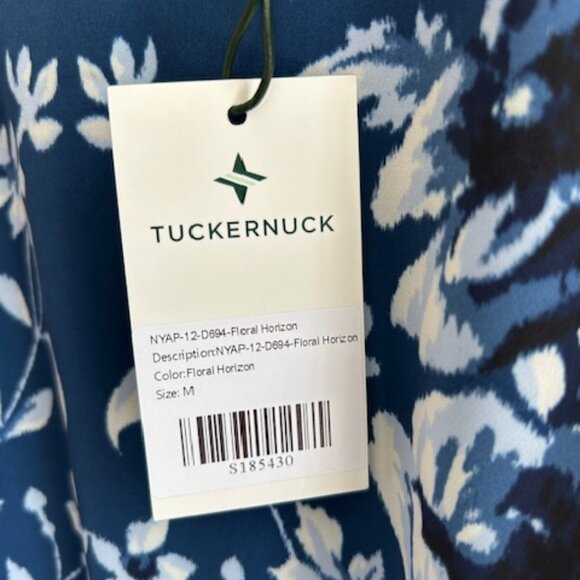 TUCKERNUCK
NYAP-12-D694-Floral Horizon
Description:NYAP-12-D694-Floral Horizon
Color:Floral Horizon
Size: M
S185430